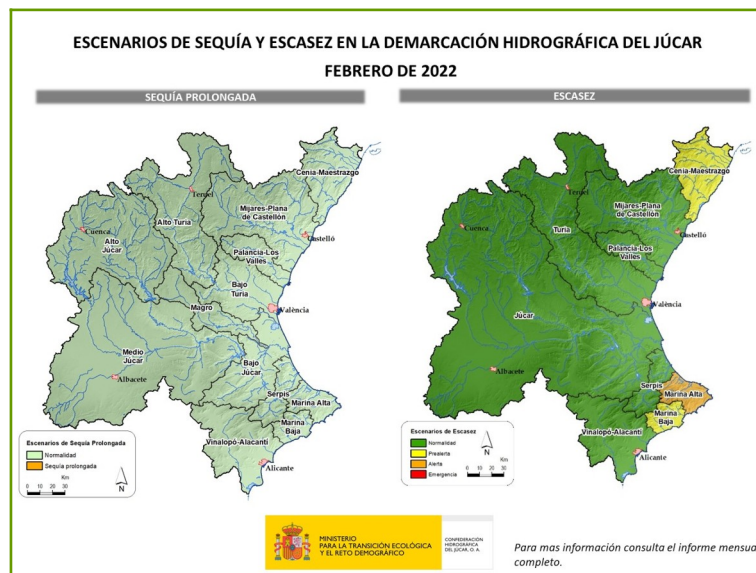 ESCENARIOS DE SEQUÍA Y ESCASEZ EN LA DEMARCACIÓN HIDROGRÁFICA DEL JÚCAR
FEBRERO DE 2022
SEQUÍA PROLONGADA
Cenia-Maestrazgo
Teruel
Mijares-Plana
de Castellón
Alto Turia
Cuenca
Castelló
Alto
Júcar
Palancia-Los
Valles
Bajo
Turia
Magro
València
Medio
Júcar
Bajo
Júcar
Albacete
Serpis
Marina Alta
Marina
Baja
Vinalopó-Alacantí
Alicante
Escenarios de Sequía Prolongada
Normalidad
Sequía prolongada
Km
0 10 20 30
N
ESCASEZ
Cenia-Maestrazgo
Teruel
Mijares-Plana
de Castellón
Cuenca
Turia
Castelló
Palancia-Los
Valles
València
Júcar
Albacete
Serpis
Marina Alta
Marina
Baja
Vinalopó-Alacantí
Alicante
Escenarios de Escasez
Normalidad
Prealerta
Alerta
Emergencia
N
Km
0 10 20 30
MINISTERIO
PARA LA TRANSICIÓN ECOLÓGICA
Y EL RETO DEMOGRÁFICO
CONFEDERACIÓN
HIDROGRÁFICA
DEL JÚCAR, O. A.
Para mas información consulta el informe mensua
completo.